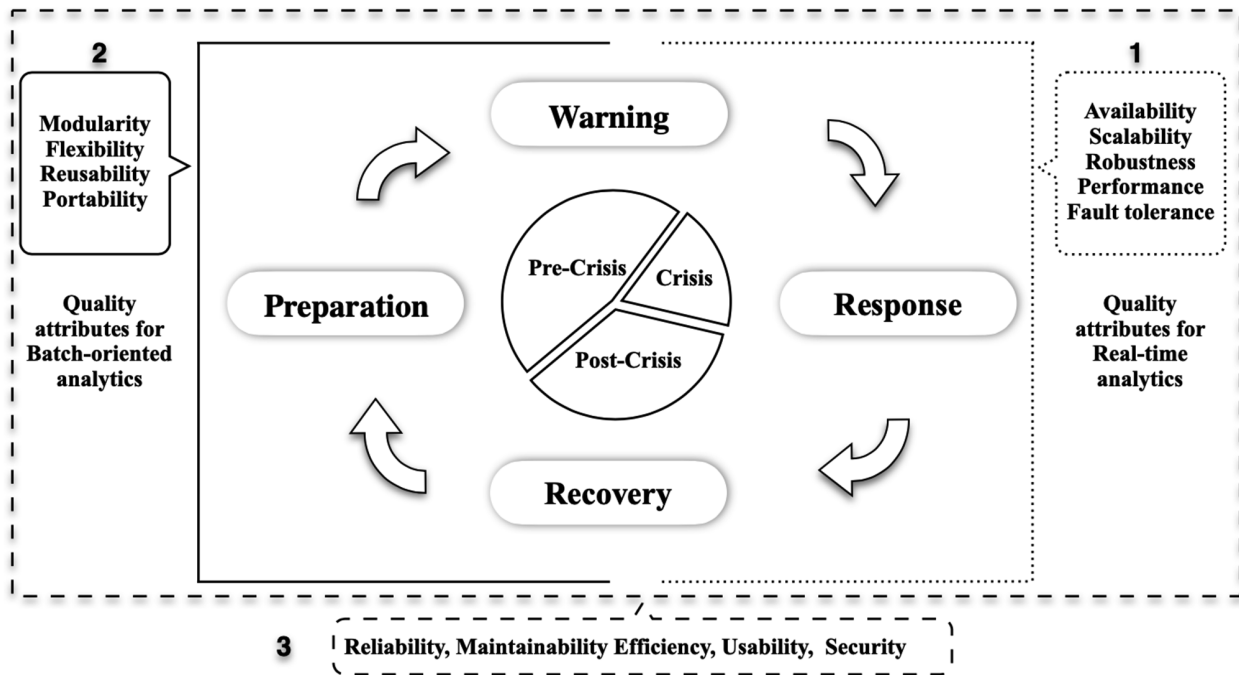 2
Modularity
Flexibility
Reusability
Portability
Quality
attributes for
Batch-oriented
analytics
Warning
Preparation
Pre-Crisis
Crisis
Post-Crisis
Response
Recovery
1
Availability
Scalability
Robustness
Performance
Fault tolerance
Quality
attributes for
Real-time
analytics
3
Reliability, Maintainability Efficiency, Usability, Security